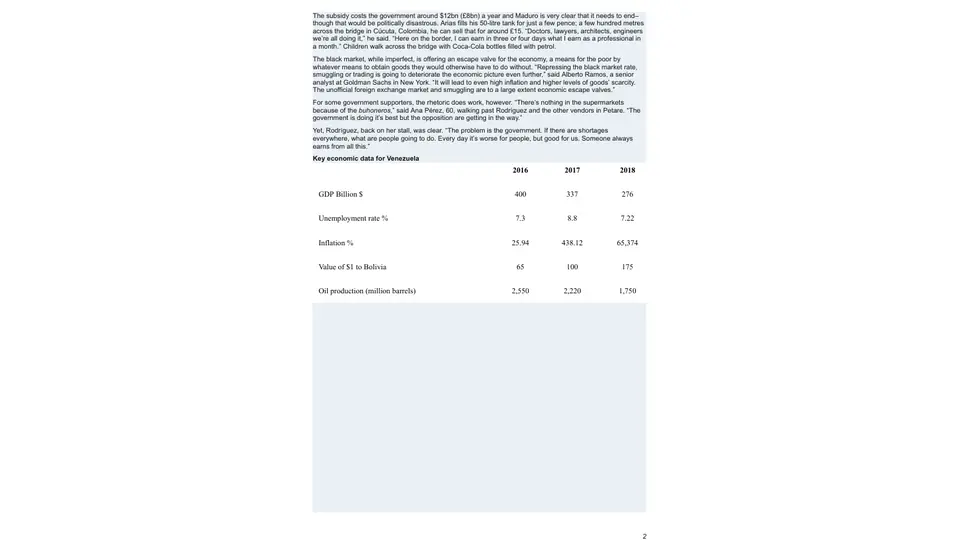 The subsidy costs the government around $12bn (£8bn) a year and Maduro is very clear that it needs to end–
though that would be politically disastrous. Arias fills his 50-litre tank for just a few pence; a few hundred metres
across the bridge in Cúcuta, Colombia, he can sell that for around £15. “Doctors, lawyers, architects, engineers
we're all doing it,” he said. “Here on the border, I can earn in three or four days what I earn as a professional in
a month.” Children walk across the bridge with Coca-Cola bottles filled with petrol.
The black market, while imperfect, is offering an escape valve for the economy, a means for the poor by
whatever means to obtain goods they would otherwise have to do without. “Repressing the black market rate,
smuggling or trading is going to deteriorate the economic picture even further,” said Alberto Ramos, a senior
analyst at Goldman Sachs in New York. “It will lead to even high inflation and higher levels of goods’ scarcity.
The unofficial foreign exchange market and smuggling are to a large extent economic escape valves.”
For some government supporters, the rhetoric does work, however. “There’s nothing in the supermarkets
because of the buhoneros,” said Ana Pérez, 60, walking past Rodríguez and the other vendors in Petare. “The
government is doing it’s best but the opposition are getting in the way.”
Yet, Rodríguez, back on her stall, was clear. “The problem is the government. If there are shortages
everywhere, what are people going to do. Every day it’s worse for people, but good for us. Someone always
earns from all this.”
Key economic data for Venezuela
2016 2017 2018
GDP Billion $ 400 337 276
Unemployment rate % 7.3 8.8 7.22
Inflation % 25.94 438.12 65,374
Value of $1 to Bolivia 65 100 175
Oil production (million barrels) 2,550 2,220 1,750
2